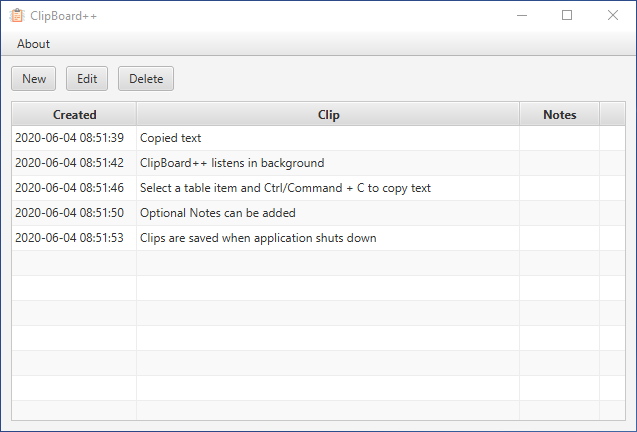 ClipBoard++
About
New Edit Delete
Created Clip Notes
2020-06-04 08:51:39 Copied text
2020-06-04 08:51:42 ClipBoard++ listens in background
2020-06-04 08:51:46 Select a table item and Ctrl/Command + C to copy text
2020-06-04 08:51:50 Optional Notes can be added
2020-06-04 08:51:53 Clips are saved when application shuts down